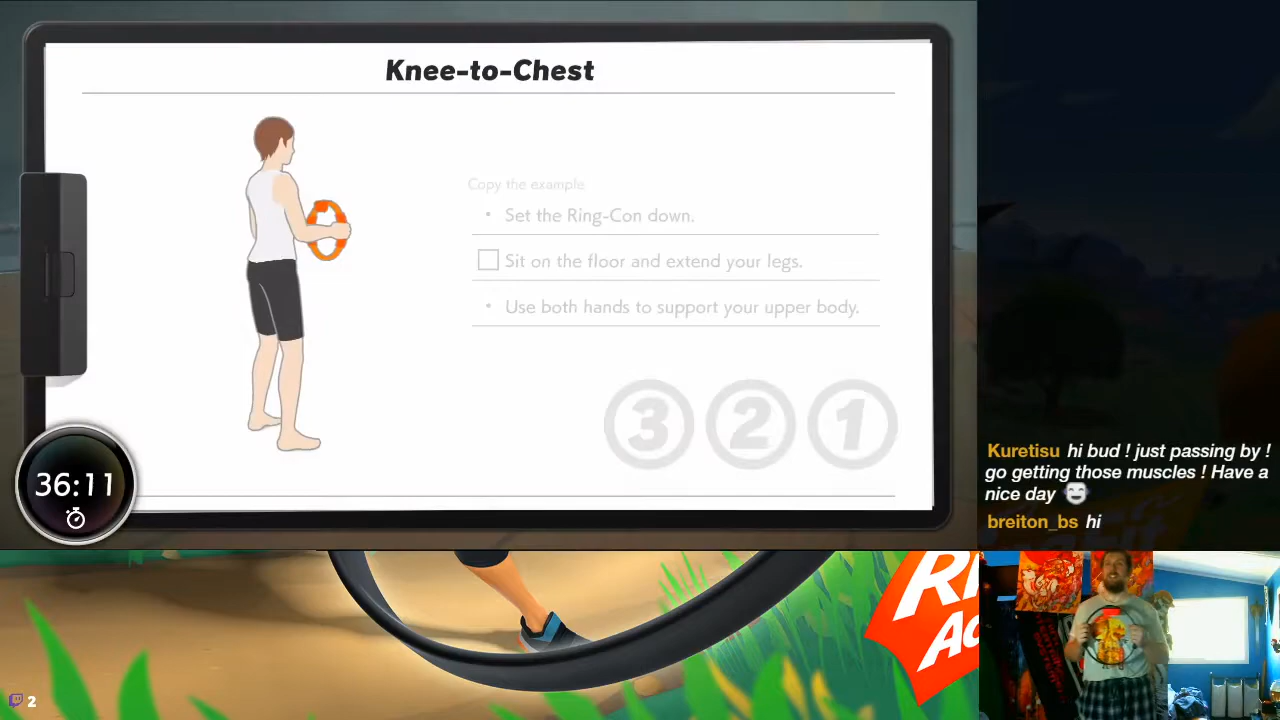 Knee-to-Chest
Copy the example
• Set the Ring-Con down.
Sit on the floor and extend your legs.
• Use both hands to support your upper body.
3 2 1
36:11
Kuretisu hi bud ! just passing by !
go getting those muscles ! Have a
nice day
breiton_bs hi
2